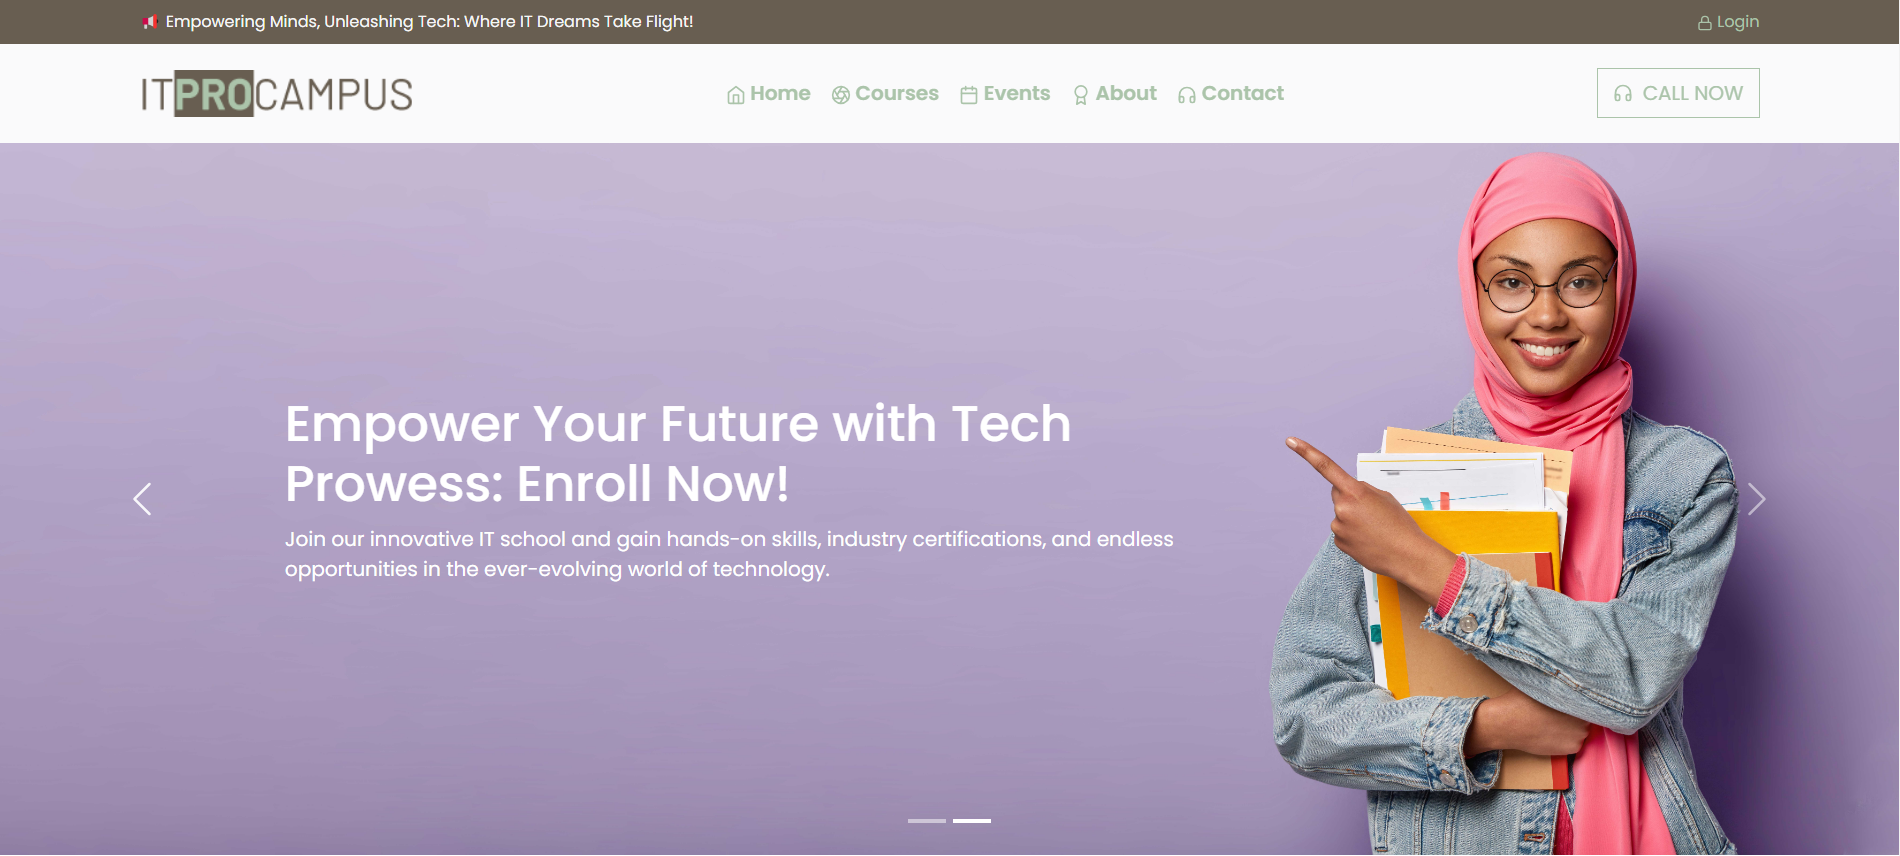 Empowering Minds, Unleashing Tech: Where IT Dreams Take Flight!
Login
ITPROCAMPUS
Home Courses Events About Contact
CALL NOW
Empower Your Future with Tech
Prowess: Enroll Now!
Join our innovative IT school and gain hands-on skills, industry certifications, and endless
opportunities in the ever-evolving world of technology.